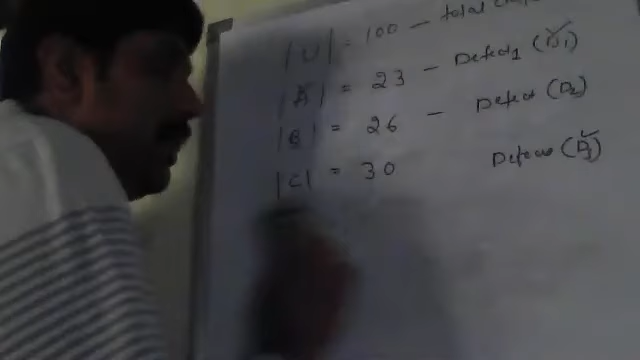 |U| = 100 - total
|A| = 23 - Defect1 (D1)
|B| = 26 - Defect (D2)
|C| = 30 Defect (D3)